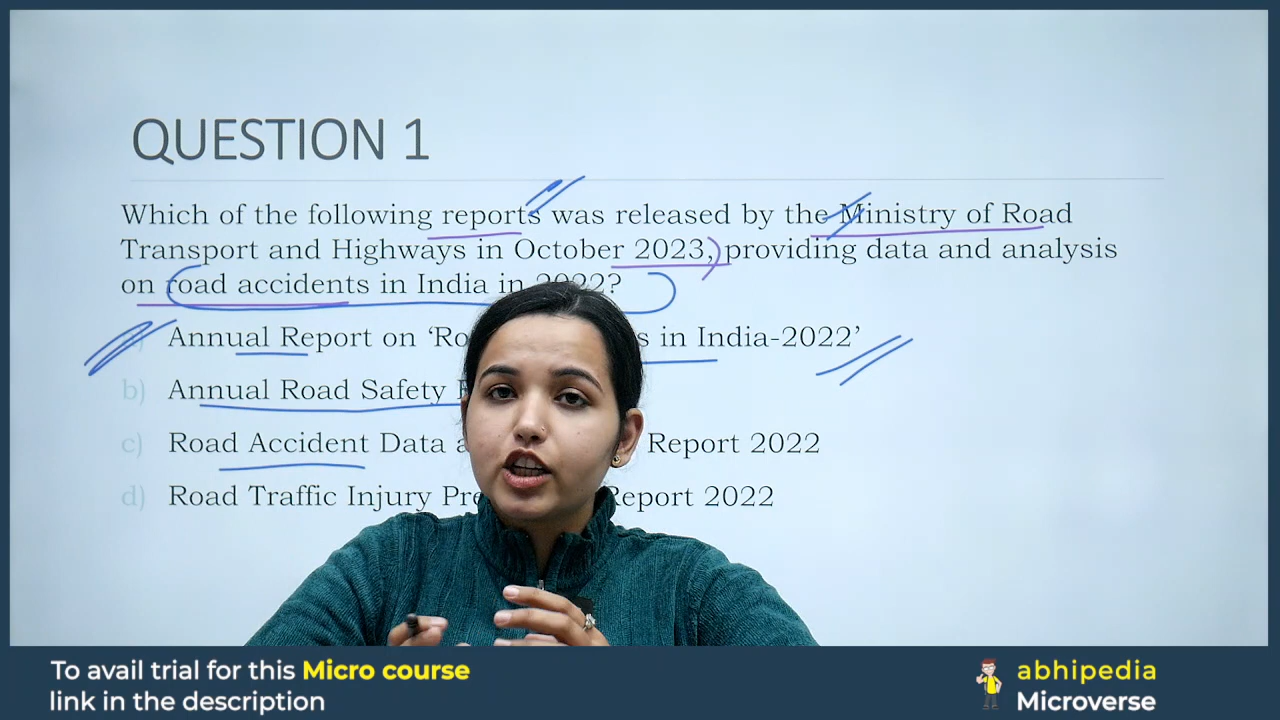 QUESTION 1
Which of the following reports was released by the Ministry of Road
Transport and Highways in October 2023, providing data and analysis
on road accidents in India in 2022?
Annual Report on ‘Ro s in India-2022’
b) Annual Road Safety
c) Road Accident Data Report 2022
d) Road Traffic Injury Report 2022
To avail trial for this Micro course
link in the description
abhipedia
Microverse